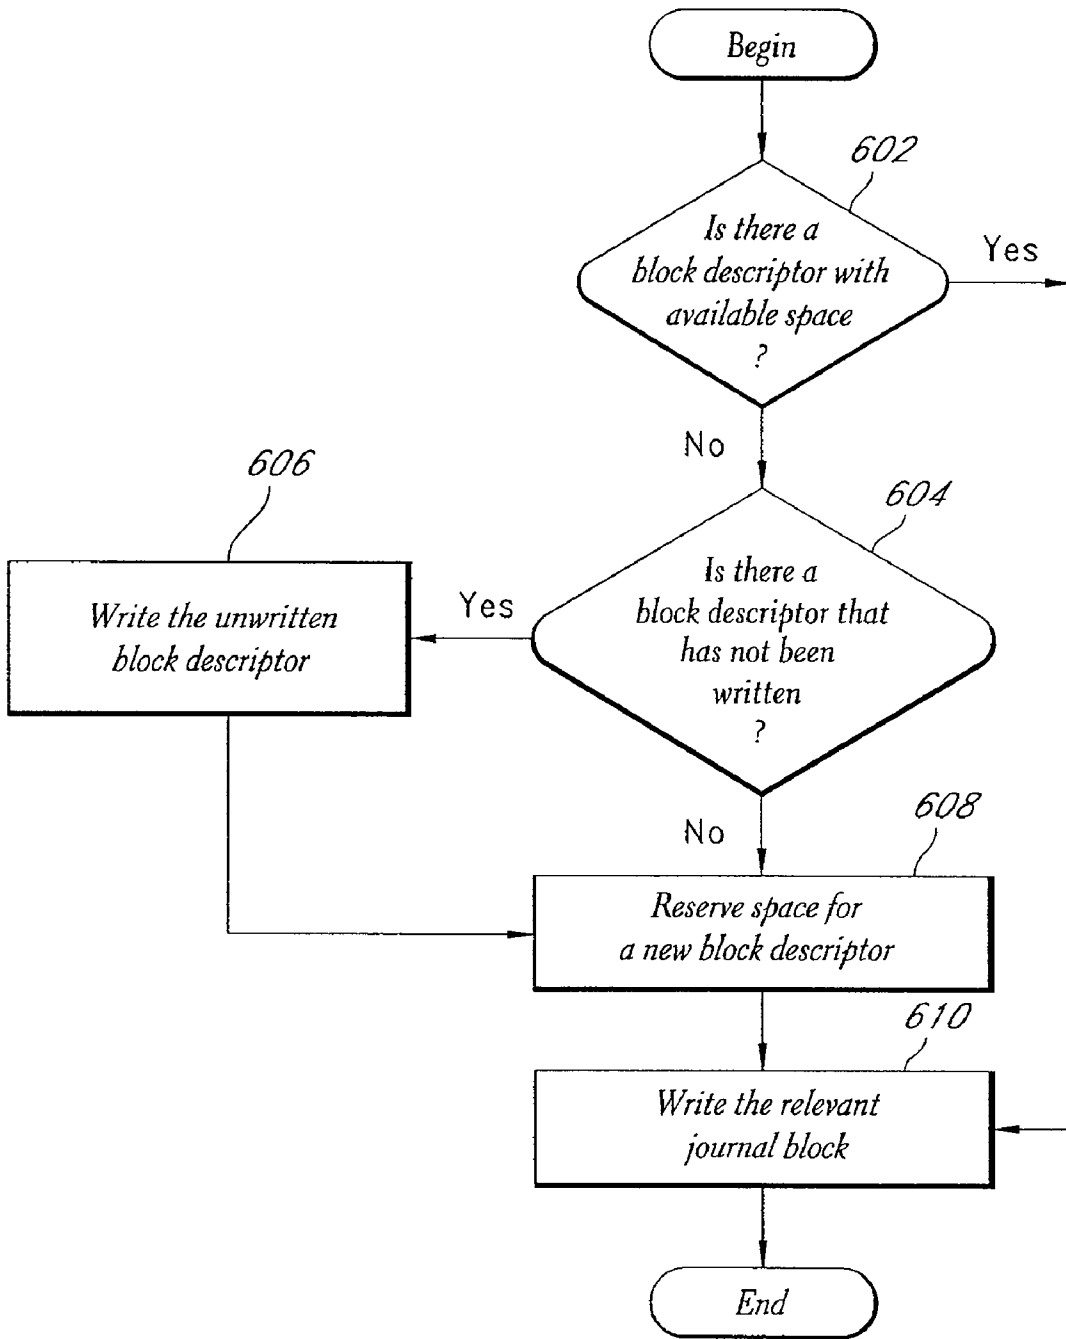 Begin
602
Is there a
block descriptor with
available space
?
Yes
No
606
604
Write the unwritten
block descriptor
Yes
Is there a
block descriptor that
has not been
written
?
No
608
Reserve space for
a new block descriptor
610
Write the relevant
journal block
End